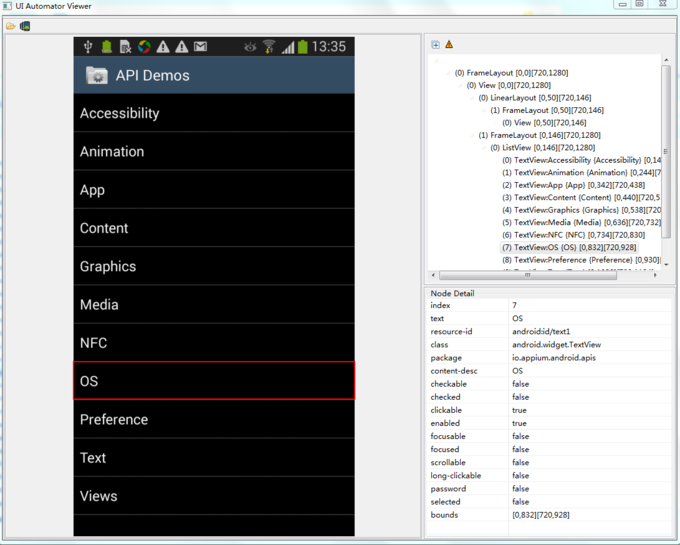 UI Automator Viewer
13:35
API Demos
Accessibility
Animation
App
Content
Graphics
Media
NFC
OS
Preference
Text
Views
(0) FrameLayout [0,0][720,1280]
(0) View [0,0][720,1280]
(0) LinearLayout [0,50][720,146]
(1) FrameLayout [0,50][720,146]
(0) View [0,50][720,146]
(1) FrameLayout [0,146][720,1280]
(0) ListView [0,146][720,1280]
(0) TextView:Accessibility {Accessibility} [0,14
(1) TextView:Animation {Animation} [0,244][7
(2) TextView:App {App} [0,342][720,438]
(3) TextView:Content {Content} [0,440][720,5
(4) TextView:Graphics {Graphics} [0,538][720
(5) TextView:Media {Media} [0,636][720,732]
(6) TextView:NFC {NFC} [0,734][720,830]
(7) TextView:OS {OS} [0,832][720,928]
(8) TextView:Preference {Preference} [0,930][
Node Detail
index 7
text OS
resource-id android:id/text1
class android.widget.TextView
package io.appium.android.apis
content-desc OS
checkable false
checked false
clickable true
enabled true
focusable false
focused false
scrollable false
long-clickable false
password false
selected false
bounds [0,832][720,928]